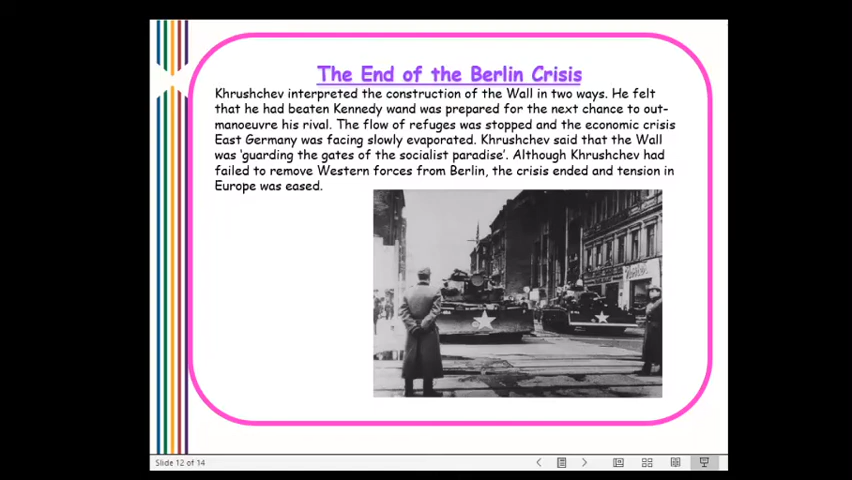 The End of the Berlin Crisis
Khrushchev interpreted the construction of the Wall in two ways. He felt
that he had beaten Kennedy wand was prepared for the next chance to out-
manoeuvre his rival. The flow of refuges was stopped and the economic crisis
East Germany was facing slowly evaporated. Khrushchev said that the Wall
was ‘guarding the gates of the socialist paradise’. Although Khrushchev had
failed to remove Western forces from Berlin, the crisis ended and tension in
Europe was eased.
Slide 12 of 14